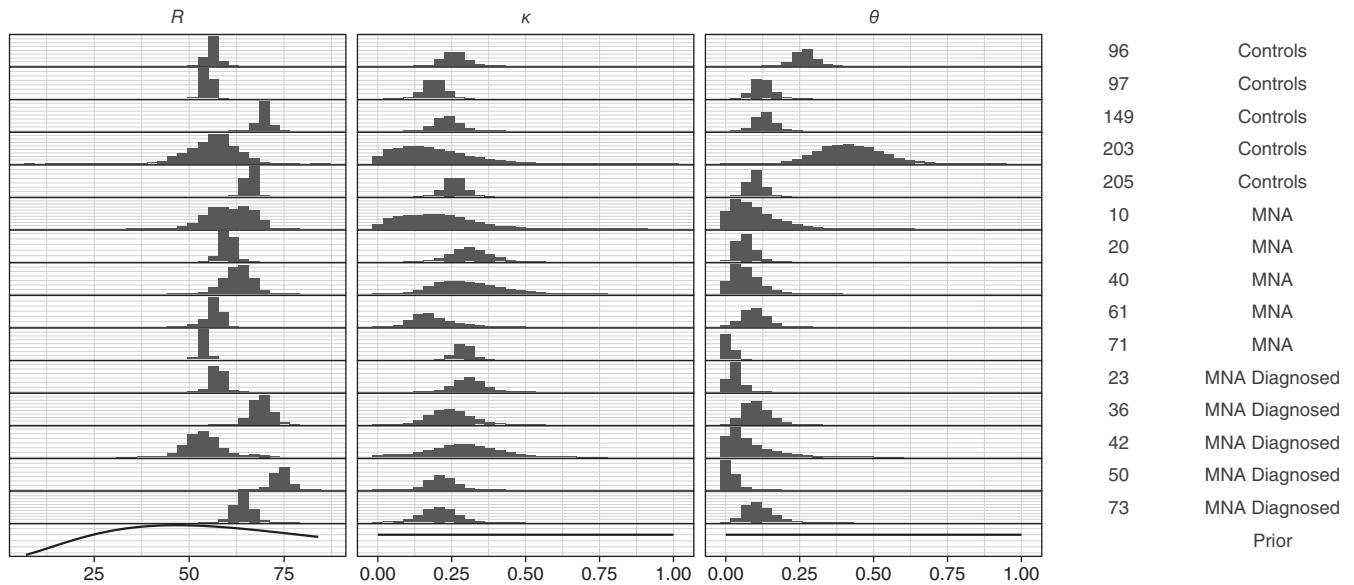 R κ θ
96 Controls
97 Controls
149 Controls
203 Controls
205 Controls
10 MNA
20 MNA
40 MNA
61 MNA
71 MNA
23 MNA Diagnosed
36 MNA Diagnosed
42 MNA Diagnosed
50 MNA Diagnosed
73 MNA Diagnosed
Prior
25 50 75 0.00 0.25 0.50 0.75 1.00 0.00 0.25 0.50 0.75 1.00